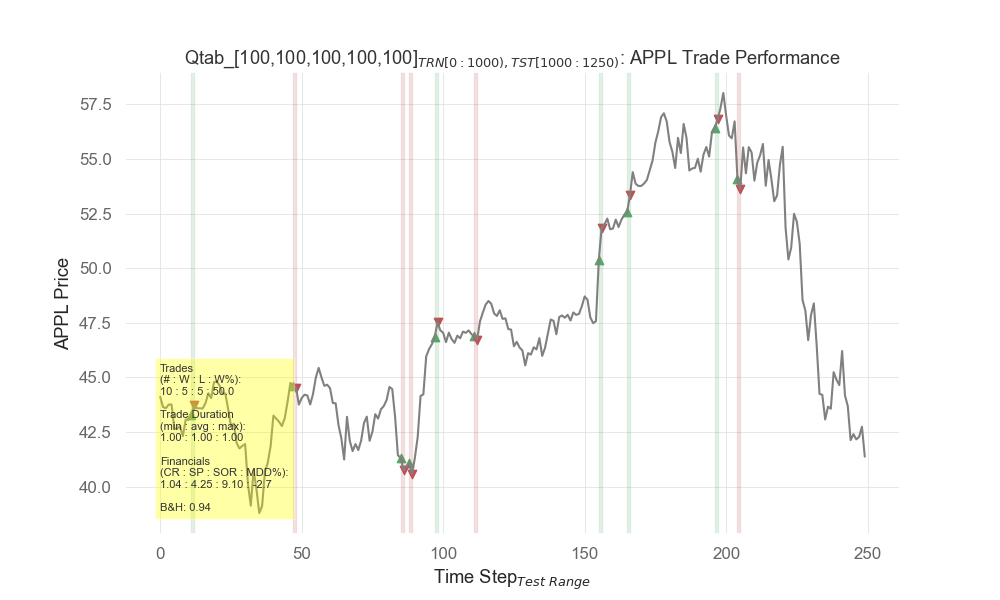 Qtab_[100,100,100,100,100]TRN[0 : 1000), TST[1000 : 1250) : APPL Trade Performance
57.5
55.0
52.5
50.0
47.5
45.0
42.5
40.0
APPL Price
Trades
(# : W : L : W%):
10 : 5 : 5 : 50.0
Trade Duration
(min : avg : max):
1.00 : 1.00 : 1.00
Financials
(CR : SP : SOR : MDD%):
1.04 : 4.25 : 9.10 : -2.7
B&H: 0.94
0 50 100 150 200 250
Time Step Test Range